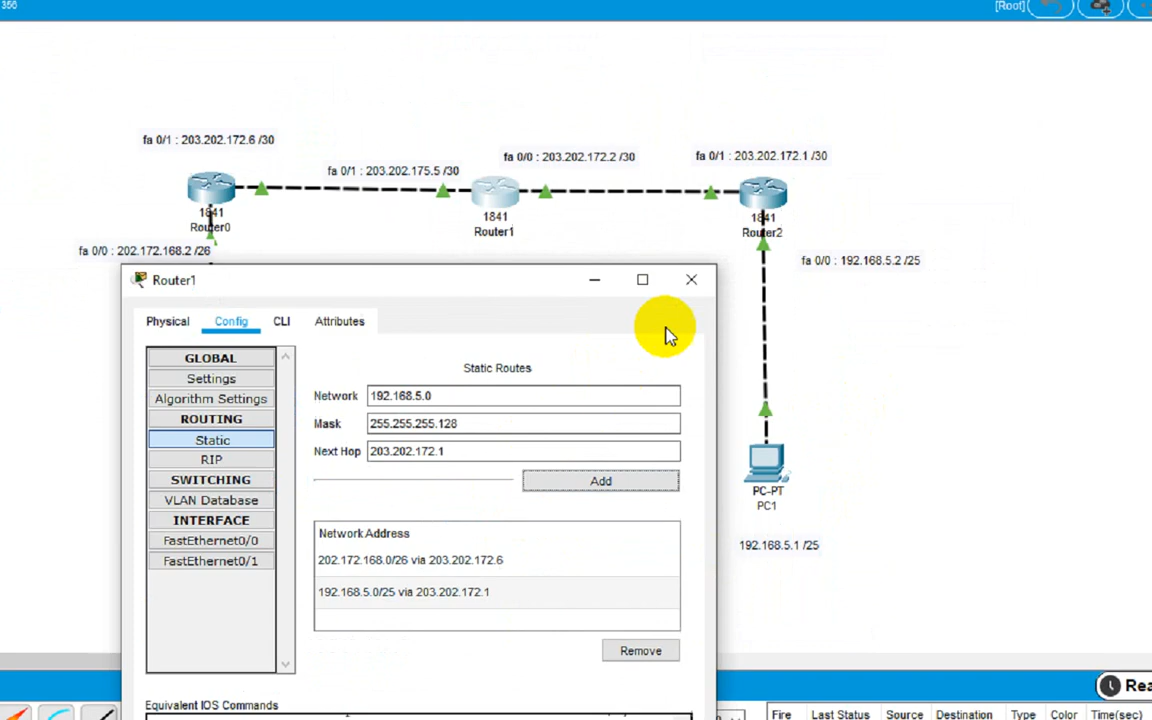 356
[Root]
fa 0/1 : 203.202.172.6 /30
fa 0/0 : 203.202.172.2 /30
fa 0/1 : 203.202.172.1 /30
fa 0/1 : 203.202.175.5 /30
1841
Router0
1841
Router1
1841
Router2
fa 0/0 : 202.172.168.2 /26
fa 0/0 : 192.168.5.2 /25
Router1
Physical
Config
CLI
Attributes
GLOBAL
Settings
Algorithm Settings
ROUTING
Static
RIP
SWITCHING
VLAN Database
INTERFACE
FastEthernet0/0
FastEthernet0/1
Static Routes
Network 192.168.5.0
Mask 255.255.255.128
Next Hop 203.202.172.1
Add
Network Address
202.172.168.0/26 via 203.202.172.6
192.168.5.0/25 via 203.202.172.1
Remove
Equivalent IOS Commands
PC-PT
PC1
192.168.5.1 /25
Rea
Fire Last Status Source Destination Type Color Time(sec)